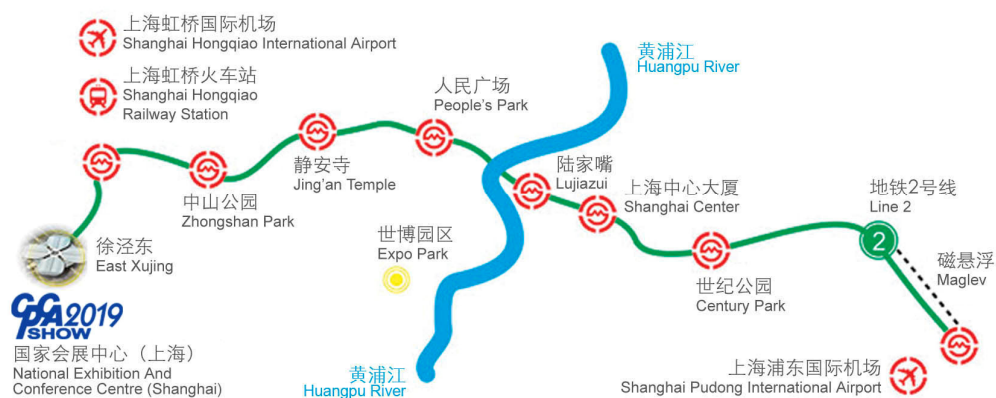 上海虹桥国际机场
Shanghai Hongqiao International Airport
上海虹桥火车站
Shanghai Hongqiao
Railway Station
中山公园
Zhongshan Park
静安寺
Jing'an Temple
人民广场
People's Park
黄浦江
Huangpu River
陆家嘴
Lujiazui
上海中心大厦
Shanghai Center
地铁2号线
Line 2
2
磁悬浮
Maglev
徐泾东
East Xujing
世博园区
Expo Park
世纪公园
Century Park
CGPA 2019
SHOW
国家会展中心（上海）
National Exhibition And
Conference Centre (Shanghai)
黄浦江
Huangpu River
上海浦东国际机场
Shanghai Pudong International Airport